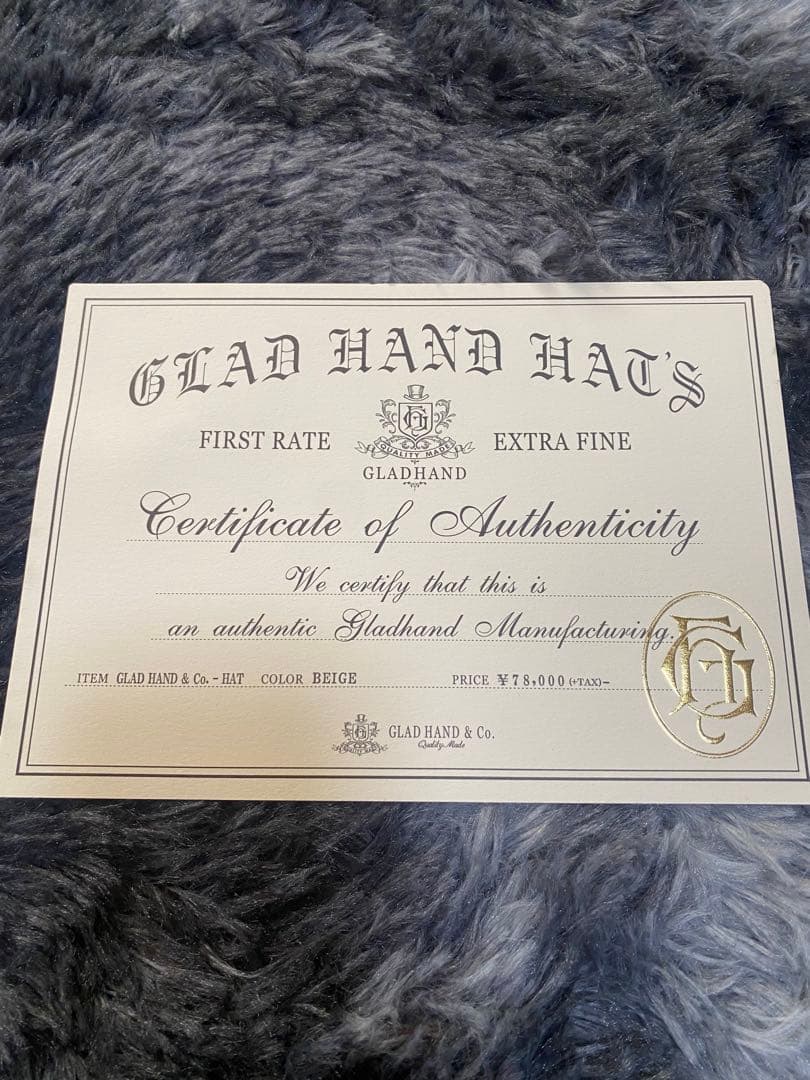 GLAD HAND HAT'S
FIRST RATE
QUALITY MADE
EXTRA FINE
GLADHAND
Certificate of Authenticity
We certify that this is
an authentic Gladhand Manufacturing.
ITEM GLAD HAND & Co. - HAT COLOR BEIGE PRICE ¥78,000 (+TAX)-
GLAD HAND & Co.
Quality Made